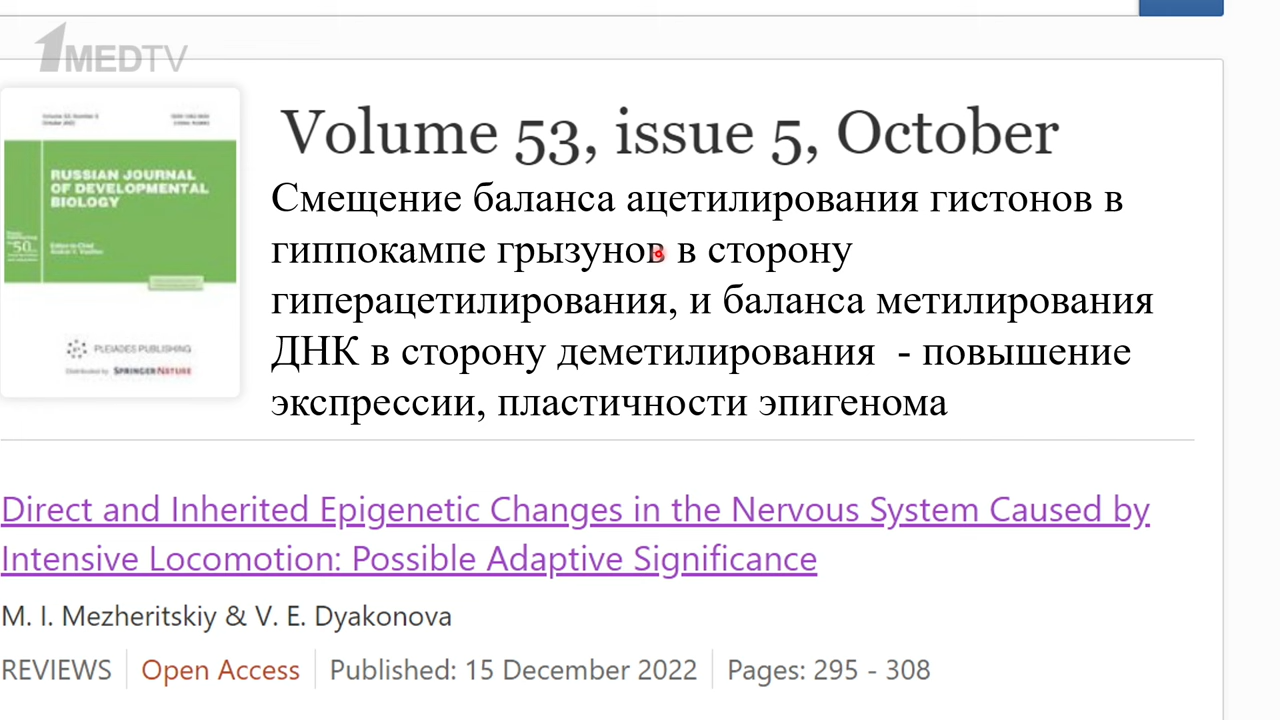 1MEDTV
Volume 53, issue 5, October
Смещение баланса ацетилирования гистонов в
гиппокампе грызунов в сторону
гиперацетилирования, и баланса метилирования
ДНК в сторону деметилирования - повышение
экспрессии, пластичности эпигенома
RUSSIAN JOURNAL
OF DEVELOPMENTAL
BIOLOGY
50
PLEIADES PUBLISHING
Distributed by SPRINGER NATURE
Direct and Inherited Epigenetic Changes in the Nervous System Caused by
Intensive Locomotion: Possible Adaptive Significance
M. I. Mezheritskiy & V. E. Dyakonova
REVIEWS
Open Access
Published: 15 December 2022
Pages: 295 - 308